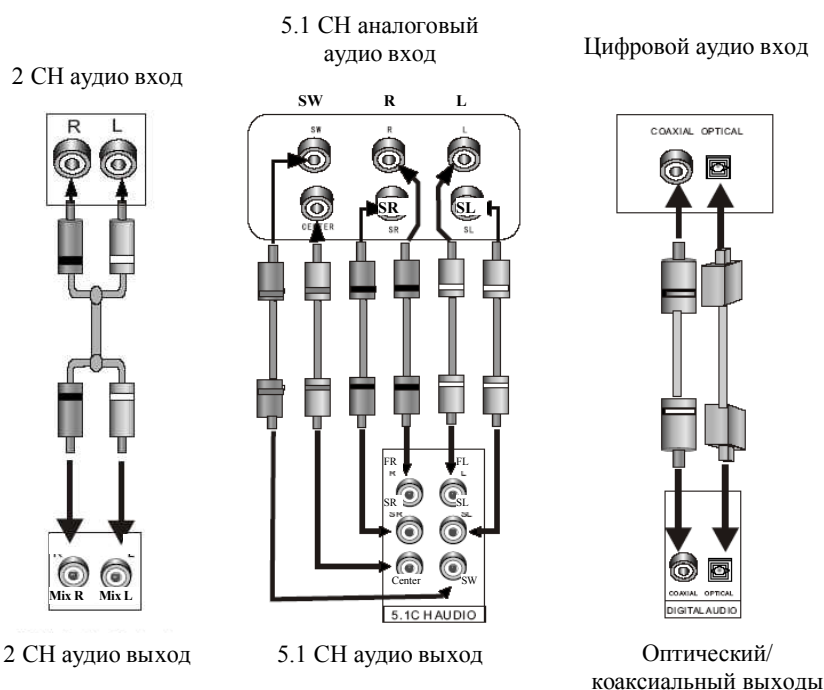 5.1 CH аналоговый
аудио вход
Цифровой аудио вход
2 CH аудио вход
SW R L
R L
SW R L
COAXIAL OPTICAL
SR SL
CENTER SR SL
FR FL
R L
SR SL
SR SL
Center SW
Mix R Mix L
5.1CHAUDIO
COAXIAL OPTICAL
DIGITAL AUDIO
2 CH аудио выход
5.1 CH аудио выход
Оптический/
коаксиальный выходы